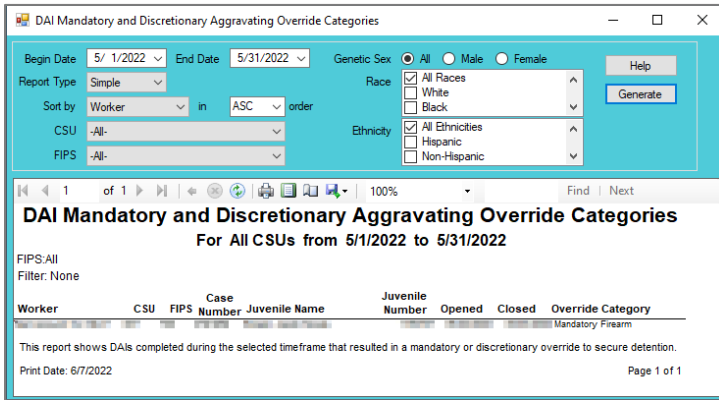 DAI Mandatory and Discretionary Aggravating Override Categories
Begin Date 5/ 1/2022 End Date 5/31/2022 Genetic Sex All Male Female Help
Report Type Simple Race All Races
White
Black
Generate
Sort by Worker in ASC order
CSU -All- Ethnicity All Ethnicities
Hispanic
Non-Hispanic
FIPS -All-
1 of 1 100% Find | Next
DAI Mandatory and Discretionary Aggravating Override Categories
For All CSUs from 5/1/2022 to 5/31/2022
FIPS:All
Filter: None
Worker CSU FIPS Case Number Juvenile Name Juvenile Number Opened Closed Override Category
Mandatory Firearm
This report shows DAIs completed during the selected timeframe that resulted in a mandatory or discretionary override to secure detention.
Print Date: 6/7/2022 Page 1 of 1